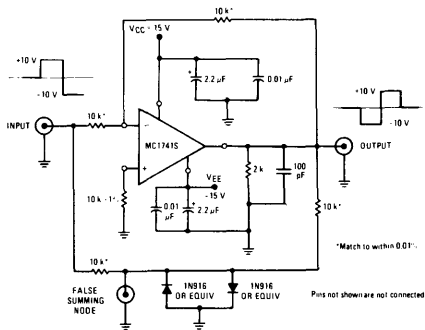 10 k*
VCC +15 V
+10 V
-10 V
2.2 µF
0.01 µF
+10 V
-10 V
INPUT
10 k*
MC1741S
OUTPUT
VEE
-15 V
2 k
100 pF
10 k - 1%
0.01 µF
2.2 µF
10 k*
10 k*
*Match to within 0.01%
FALSE SUMMING NODE
1N916 OR EQUIV
1N916 OR EQUIV
Pins not shown are not connected